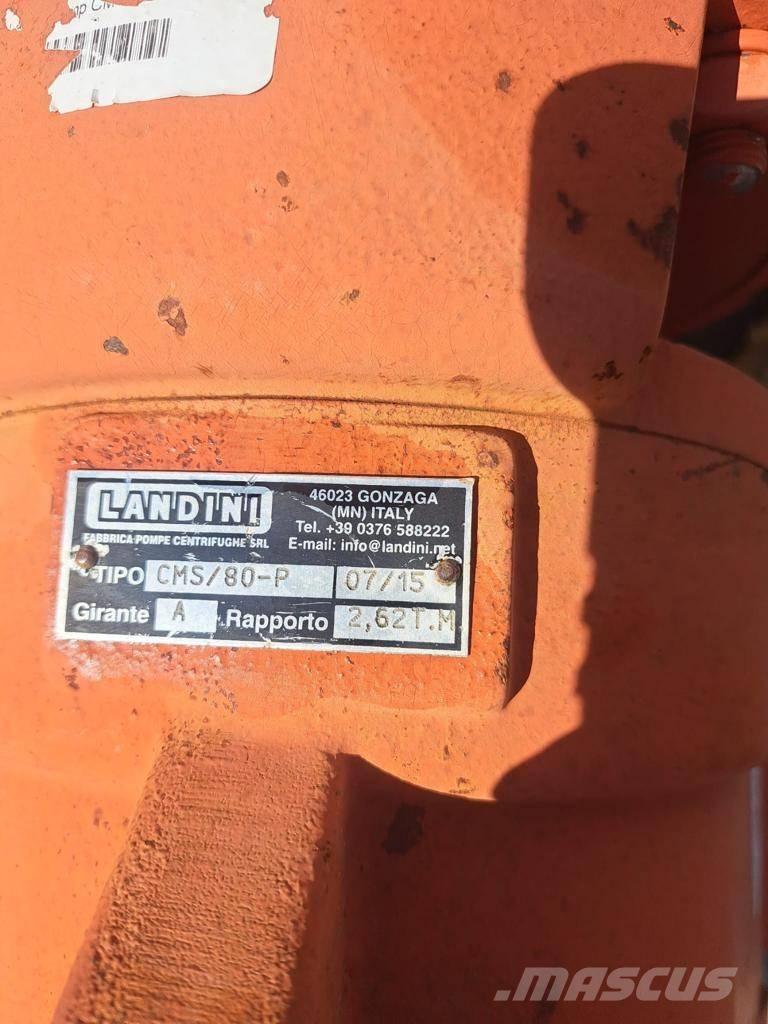 LANDINI
FABBRICA POMPE CENTRIFUGHE SRL
46023 GONZAGA
(MN) ITALY
Tel. +39 0376 588222
E-mail: info@landini.net
TIPO CMS/80-P 07/15
Girante A Rapporto 2,62T.M
MASCUS